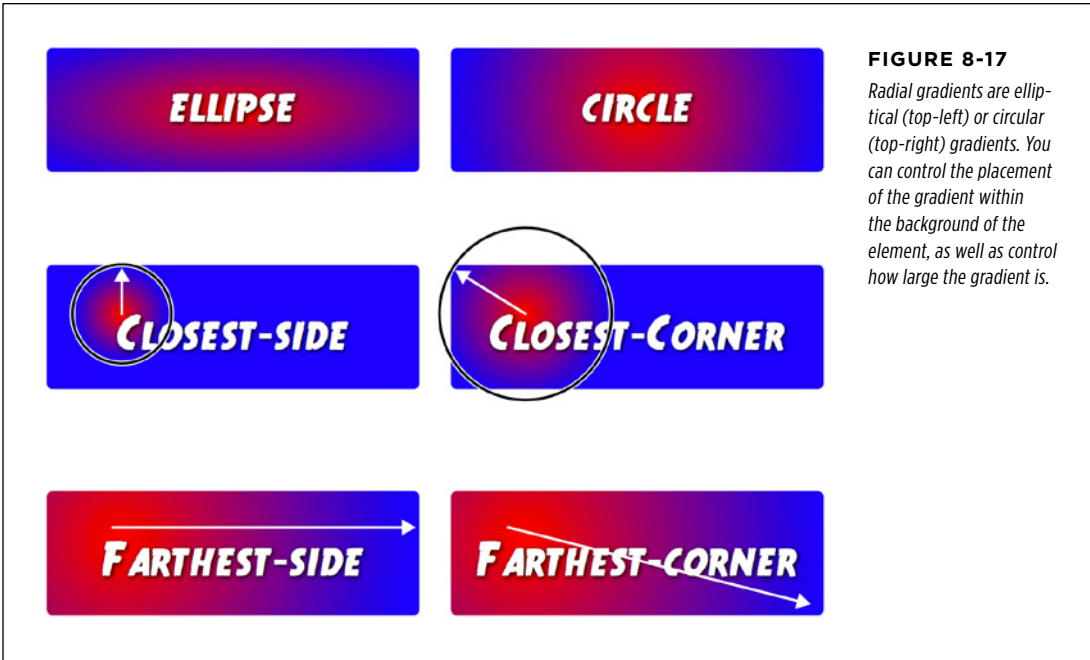 ELLIPSE
CIRCLE
CLOSEST-SIDE
CLOSEST-CORNER
FARTHEST-SIDE
FARTHEST-CORNER
FIGURE 8-17
Radial gradients are ellip-
tical (top-left) or circular
(top-right) gradients. You
can control the placement
of the gradient within
the background of the
element, as well as control
how large the gradient is.